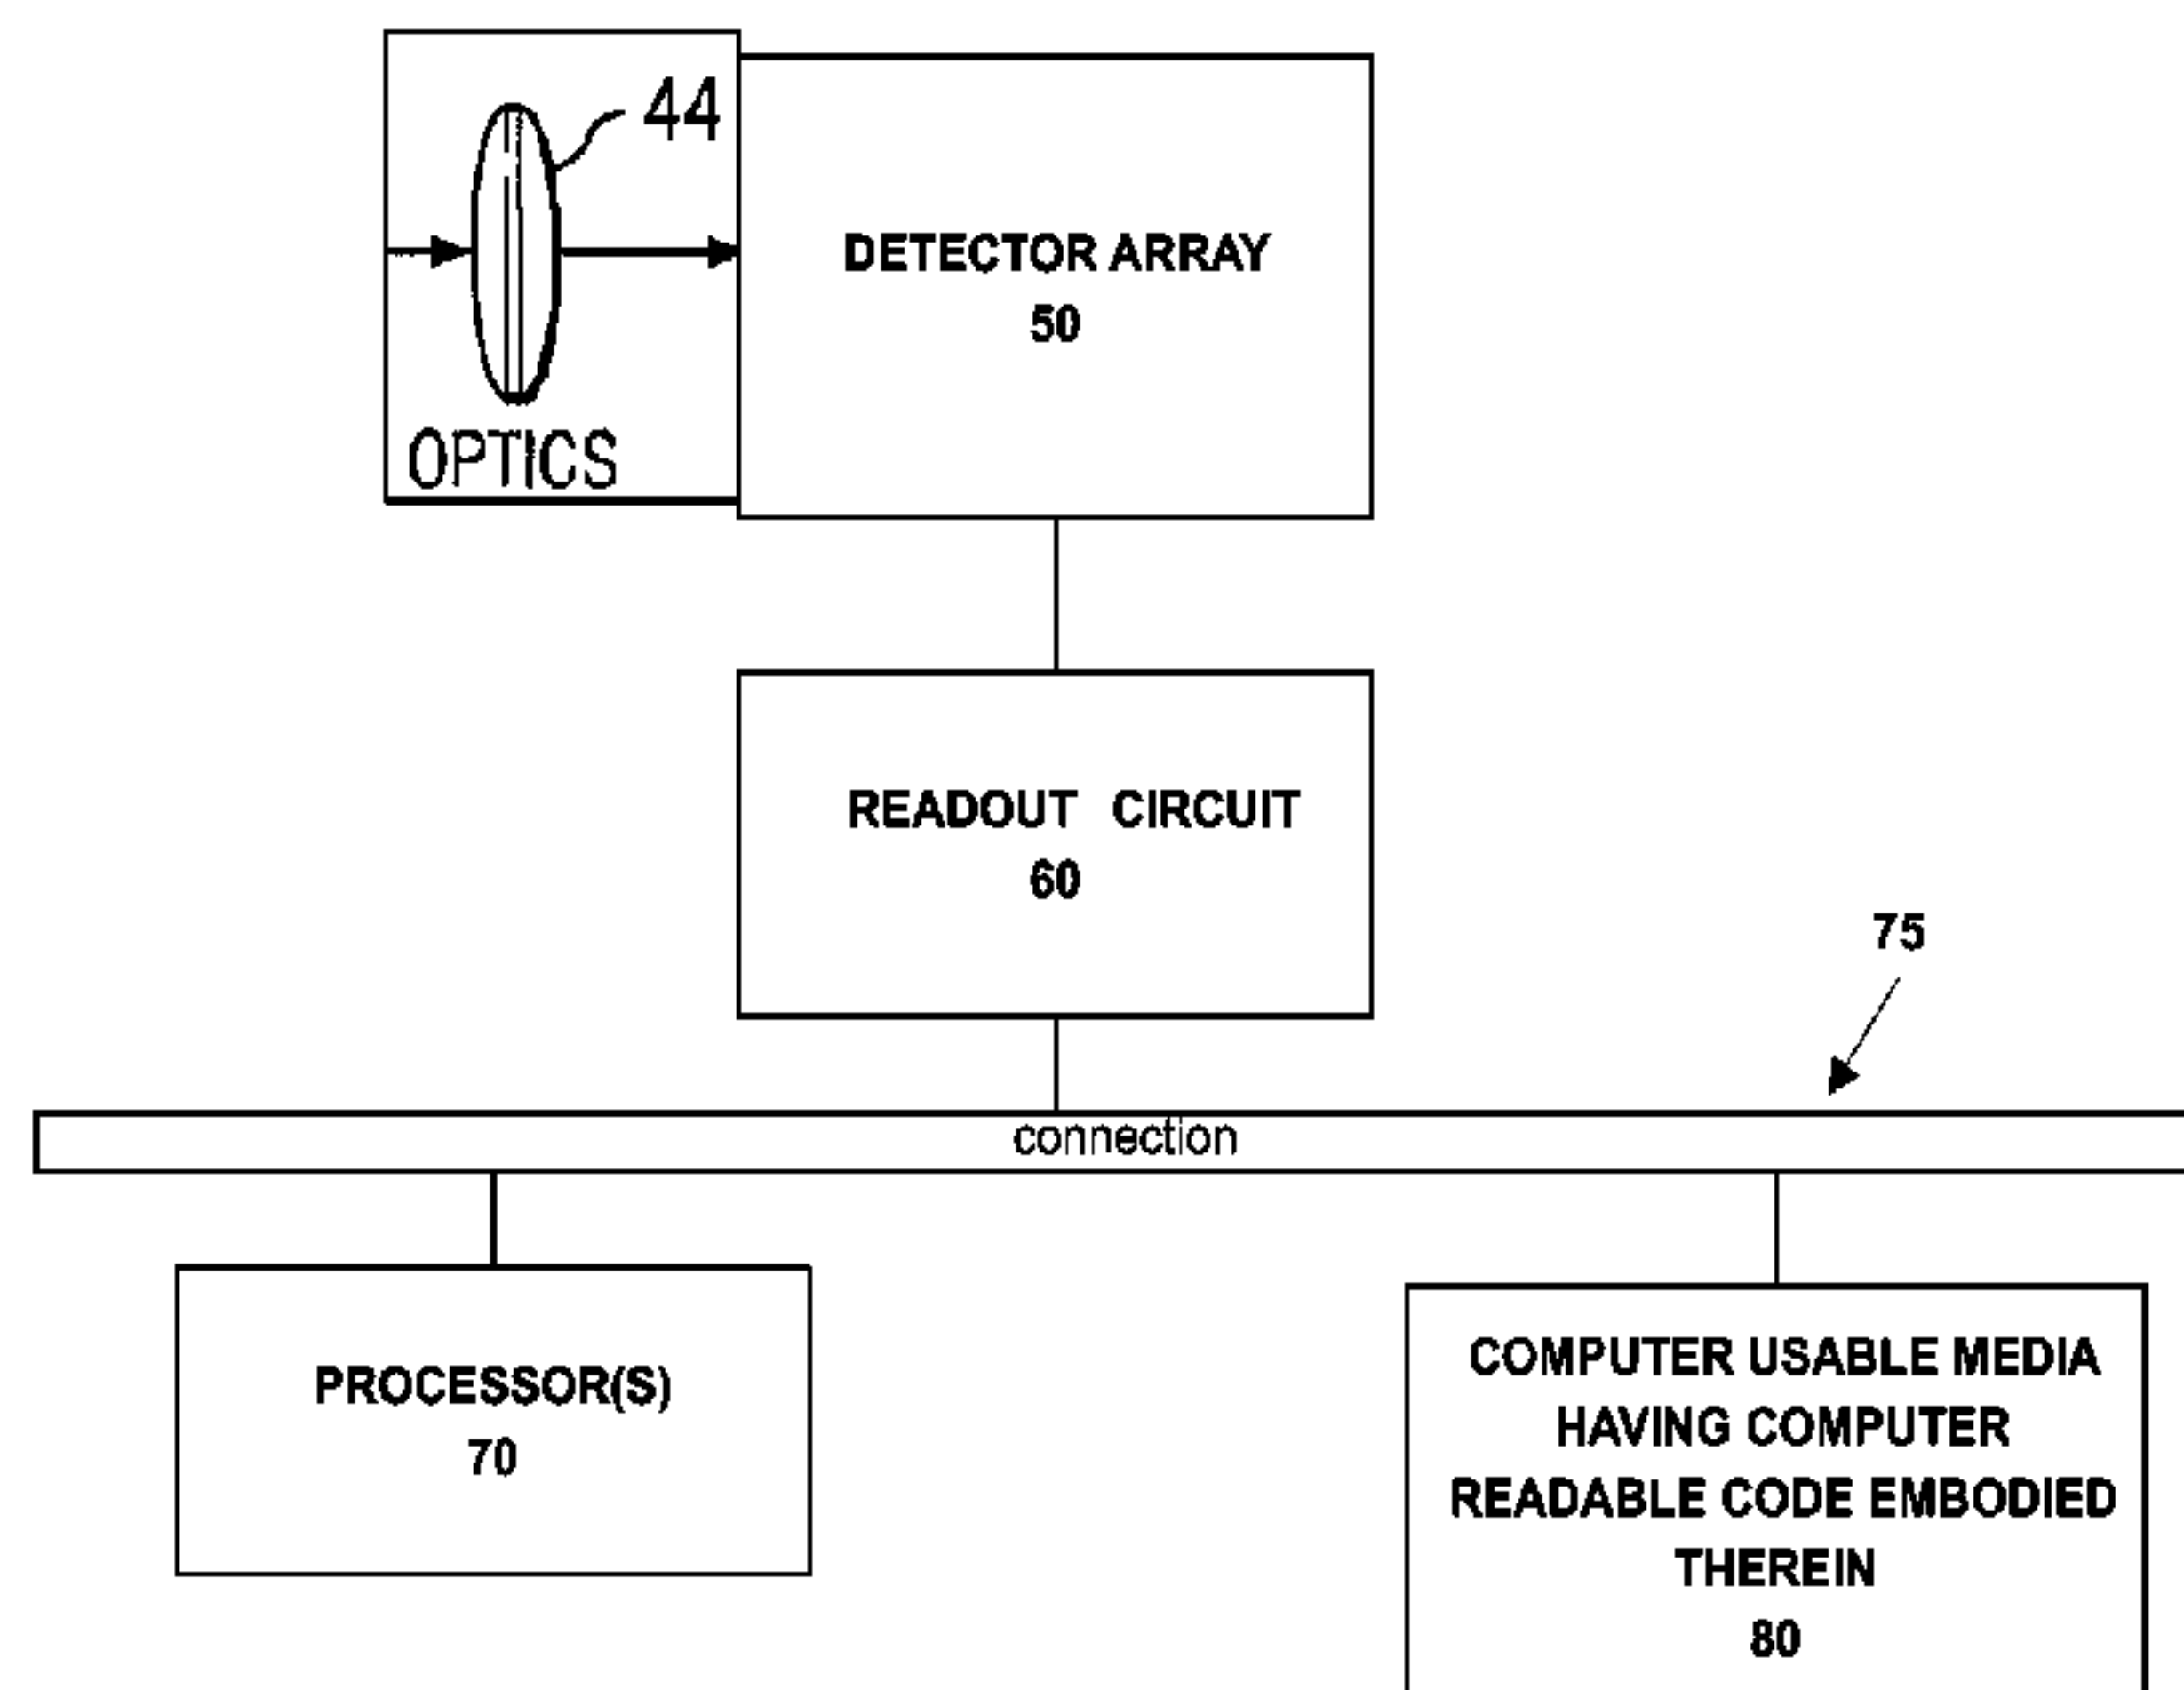 44
OPTICS
DETECTOR ARRAY
50
READOUT CIRCUIT
60
75
connection
PROCESSOR(S)
70
COMPUTER USABLE MEDIA
HAVING COMPUTER
READABLE CODE EMBODIED
THEREIN
80